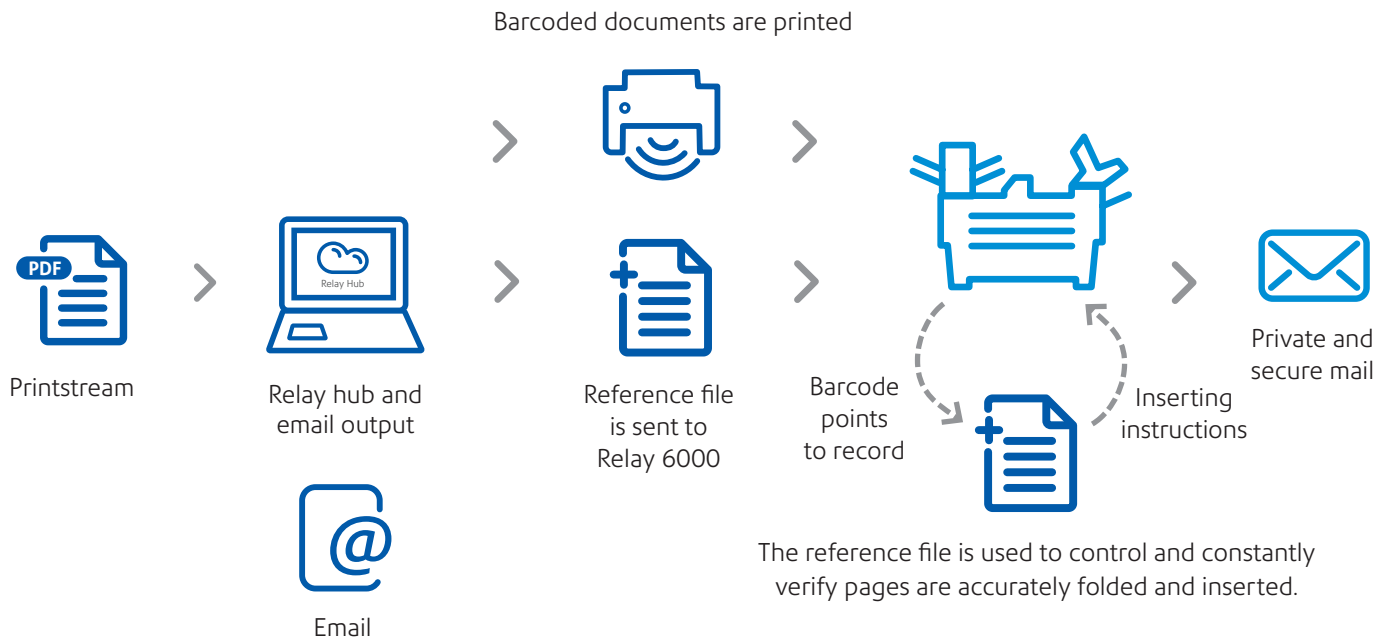 Barcoded documents are printed
PDF
Printstream
Relay Hub
Relay hub and
email output
@
Email
Reference file
is sent to
Relay 6000
Barcode
points
to record
Inserting
instructions
The reference file is used to control and constantly
verify pages are accurately folded and inserted.
Private and
secure mail